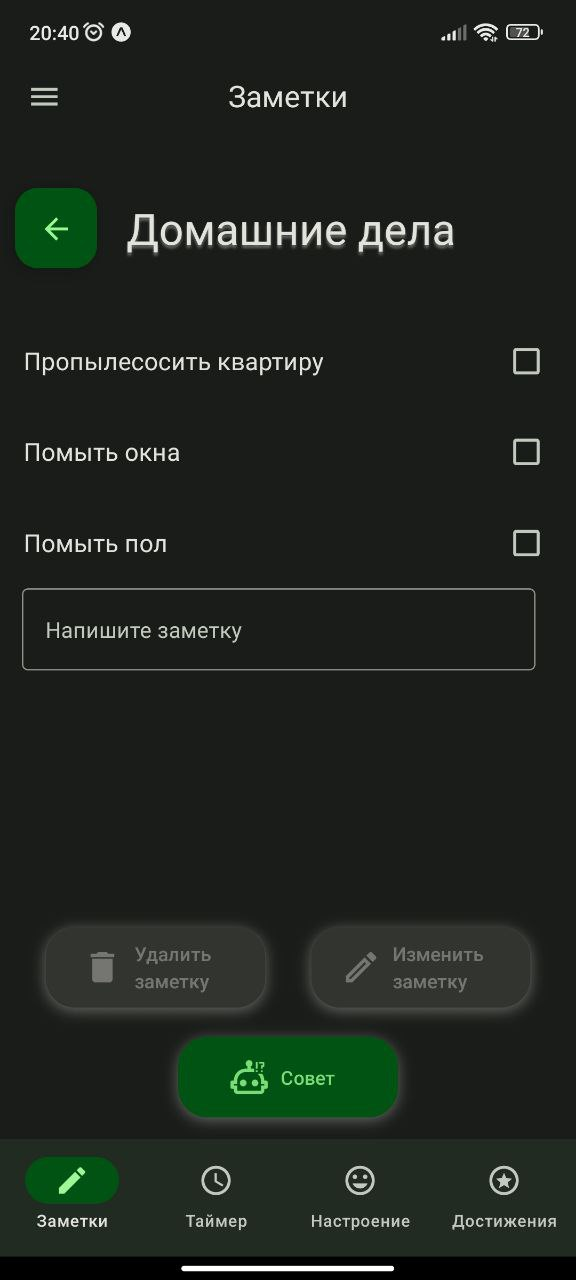 20:40
72
Заметки
Домашние дела
Пропылесосить квартиру
Помыть окна
Помыть пол
Напишите заметку
Удалить
заметку
Изменить
заметку
!?
Совет
Заметки
Таймер
Настроение
Достижения